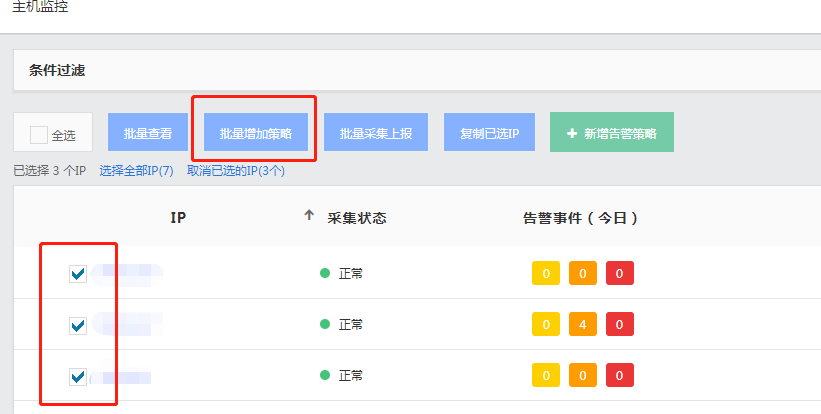 主机监控
条件过滤
全选 批量查看 批量增加策略 批量采集上报 复制已选IP + 新增告警策略
已选择 3 个IP 选择全部IP(7) 取消已选的IP(3个)
IP ↑ 采集状态 告警事件（今日）
正常 0 0 0
正常 0 4 0
正常 0 0 0